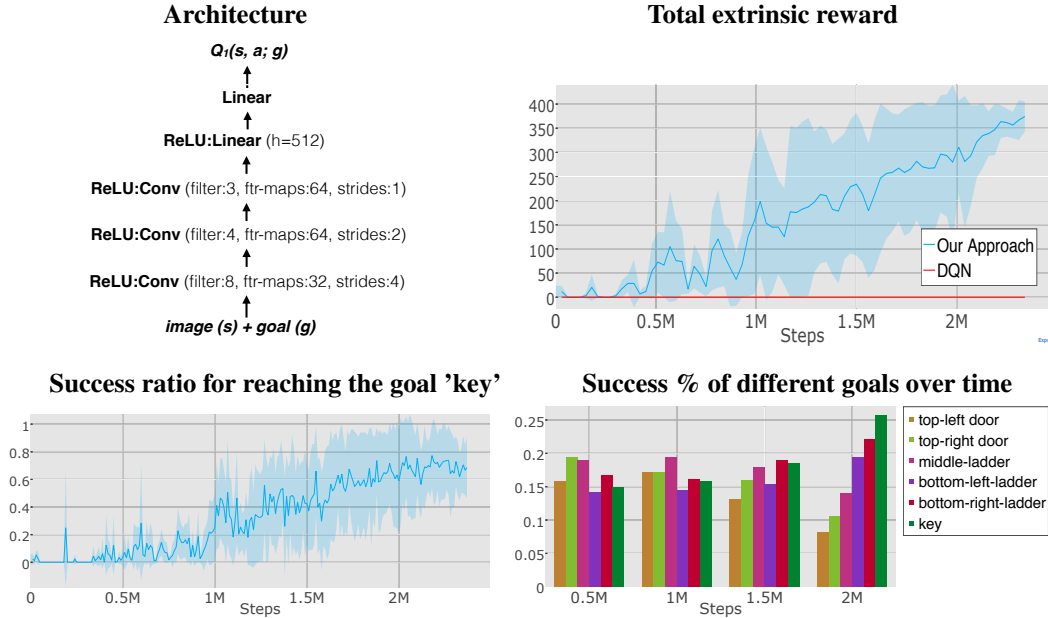 Architecture
Q1(s, a; g)
Linear
ReLU:Linear (h=512)
ReLU:Conv (filter:3, ftr-maps:64, strides:1)
ReLU:Conv (filter:4, ftr-maps:64, strides:2)
ReLU:Conv (filter:8, ftr-maps:32, strides:4)
image (s) + goal (g)
Total extrinsic reward
400
350
300
250
200
150
100
50
0
0.5M 1M 1.5M 2M
Steps
Our Approach
DQN
Success ratio for reaching the goal ’key’
1
0.8
0.6
0.4
0.2
0
0 0.5M 1M 1.5M 2M
Steps
Success % of different goals over time
0.25
0.2
0.15
0.1
0.05
0
0.5M 1M 1.5M 2M
Steps
top-left door
top-right door
middle-ladder
bottom-left-ladder
bottom-right-ladder
key